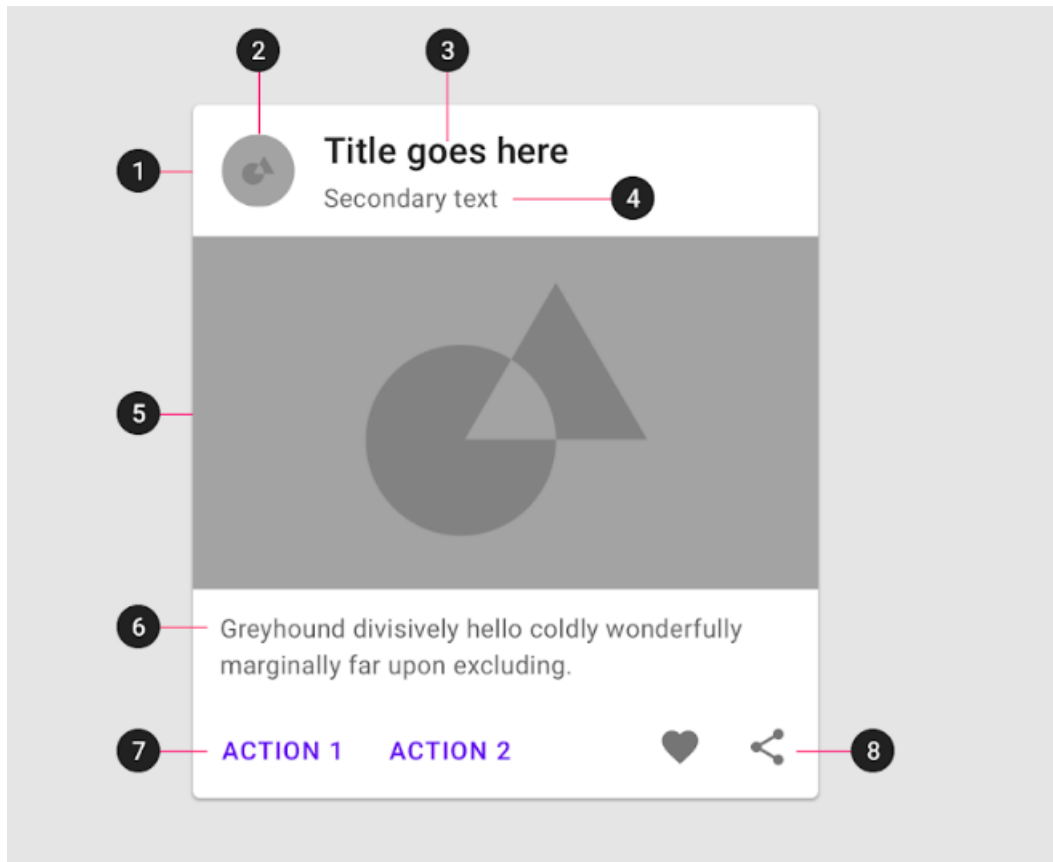 2
3
1
Title goes here
Secondary text
4
5
6
Greyhound divisively hello coldly wonderfully
marginally far upon excluding.
7
ACTION 1 ACTION 2
8